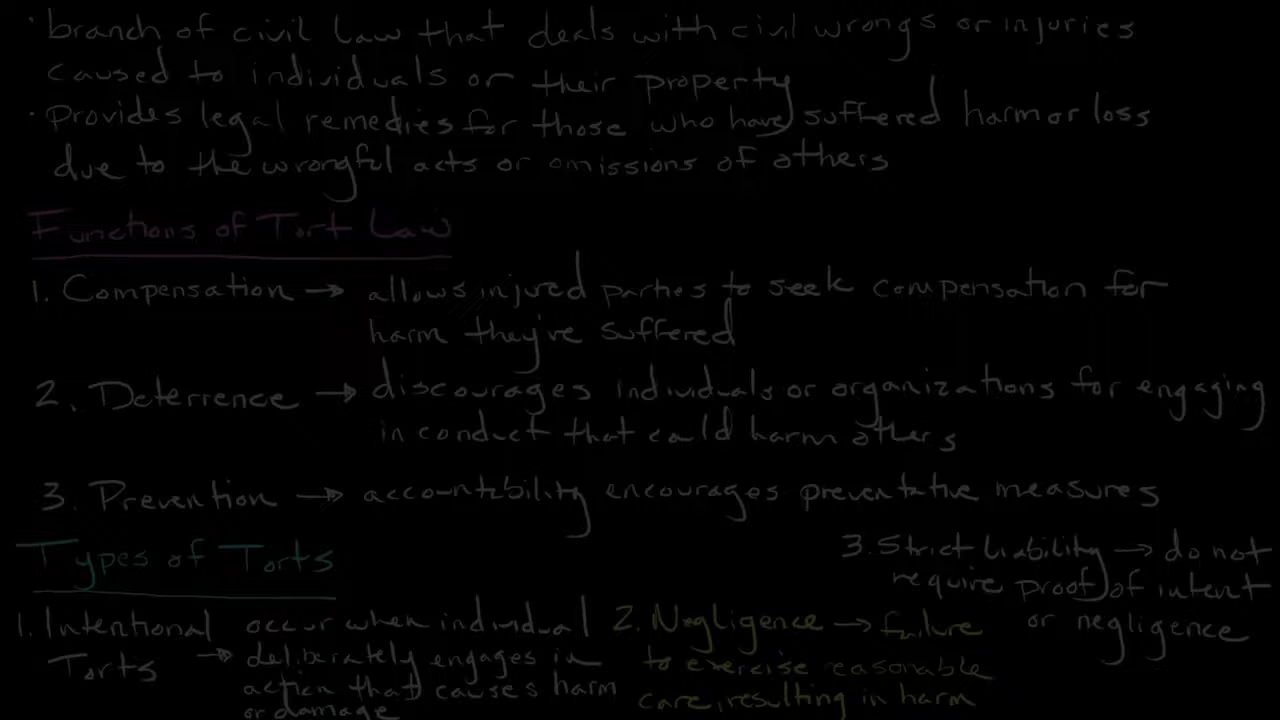 • branch of civil law that deals with civil wrongs or injuries
caused to individuals or their property
• provides legal remedies for those who have suffered harm or loss
due to the wrongful acts or omissions of others
Functions of Tort Law
1. Compensation → allows injured parties to seek compensation for
harm they've suffered
2. Deterrence → discourages individuals or organizations for engaging
in conduct that could harm others
3. Prevention → accountability encourages preventative measures
Types of Torts
1. Intentional
Torts →
occur when individual
deliberately engages in
action that causes harm
or damage
2. Negligence → failure
to exercise reasonable
care, resulting in harm
3. Strict Liability → do not
require proof of intent
or negligence